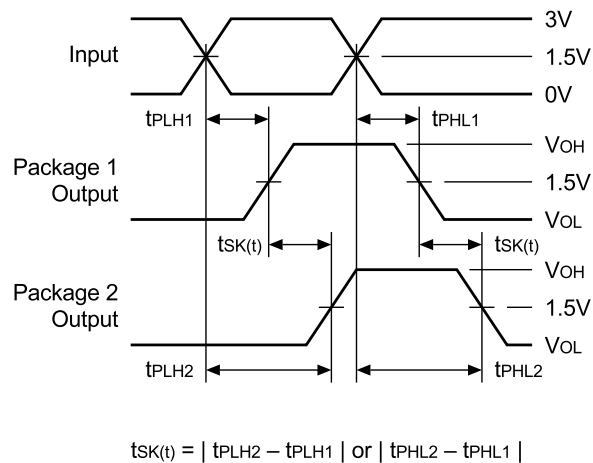 Input
3V
1.5V
0V
tPLH1
tPHL1
Package 1
Output
VOH
1.5V
VOL
tSK(t)
tSK(t)
Package 2
Output
VOH
1.5V
VOL
tPLH2
tPHL2
tSK(t) = | tPLH2 – tPLH1 | or | tPHL2 – tPHL1 |